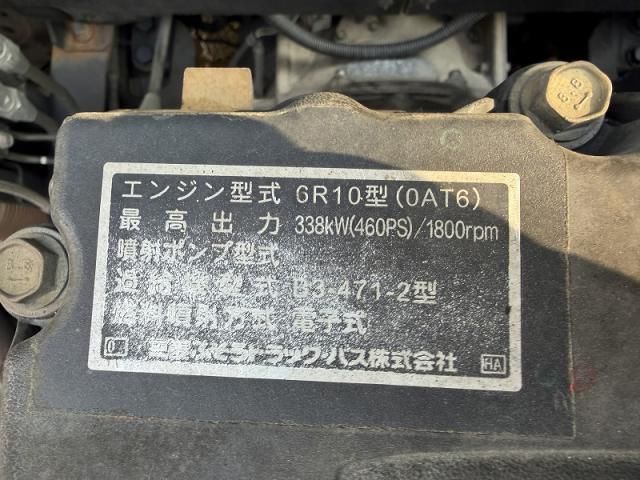 エンジン型式 6R10型(0AT6)
最高出力 338kW(460PS)/1800rpm
噴射ポンプ型式
過給機型式 B3-471-2型
燃料噴射方式 電子式
0 三菱ふそうトラック・バス株式会社 HA